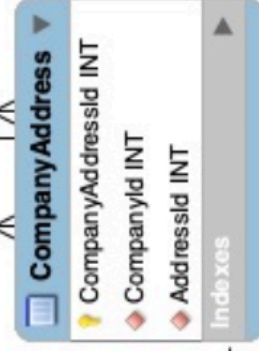 CompanyAddress
CompanyAddressId INT
CompanyId INT
AddressId INT
Indexes